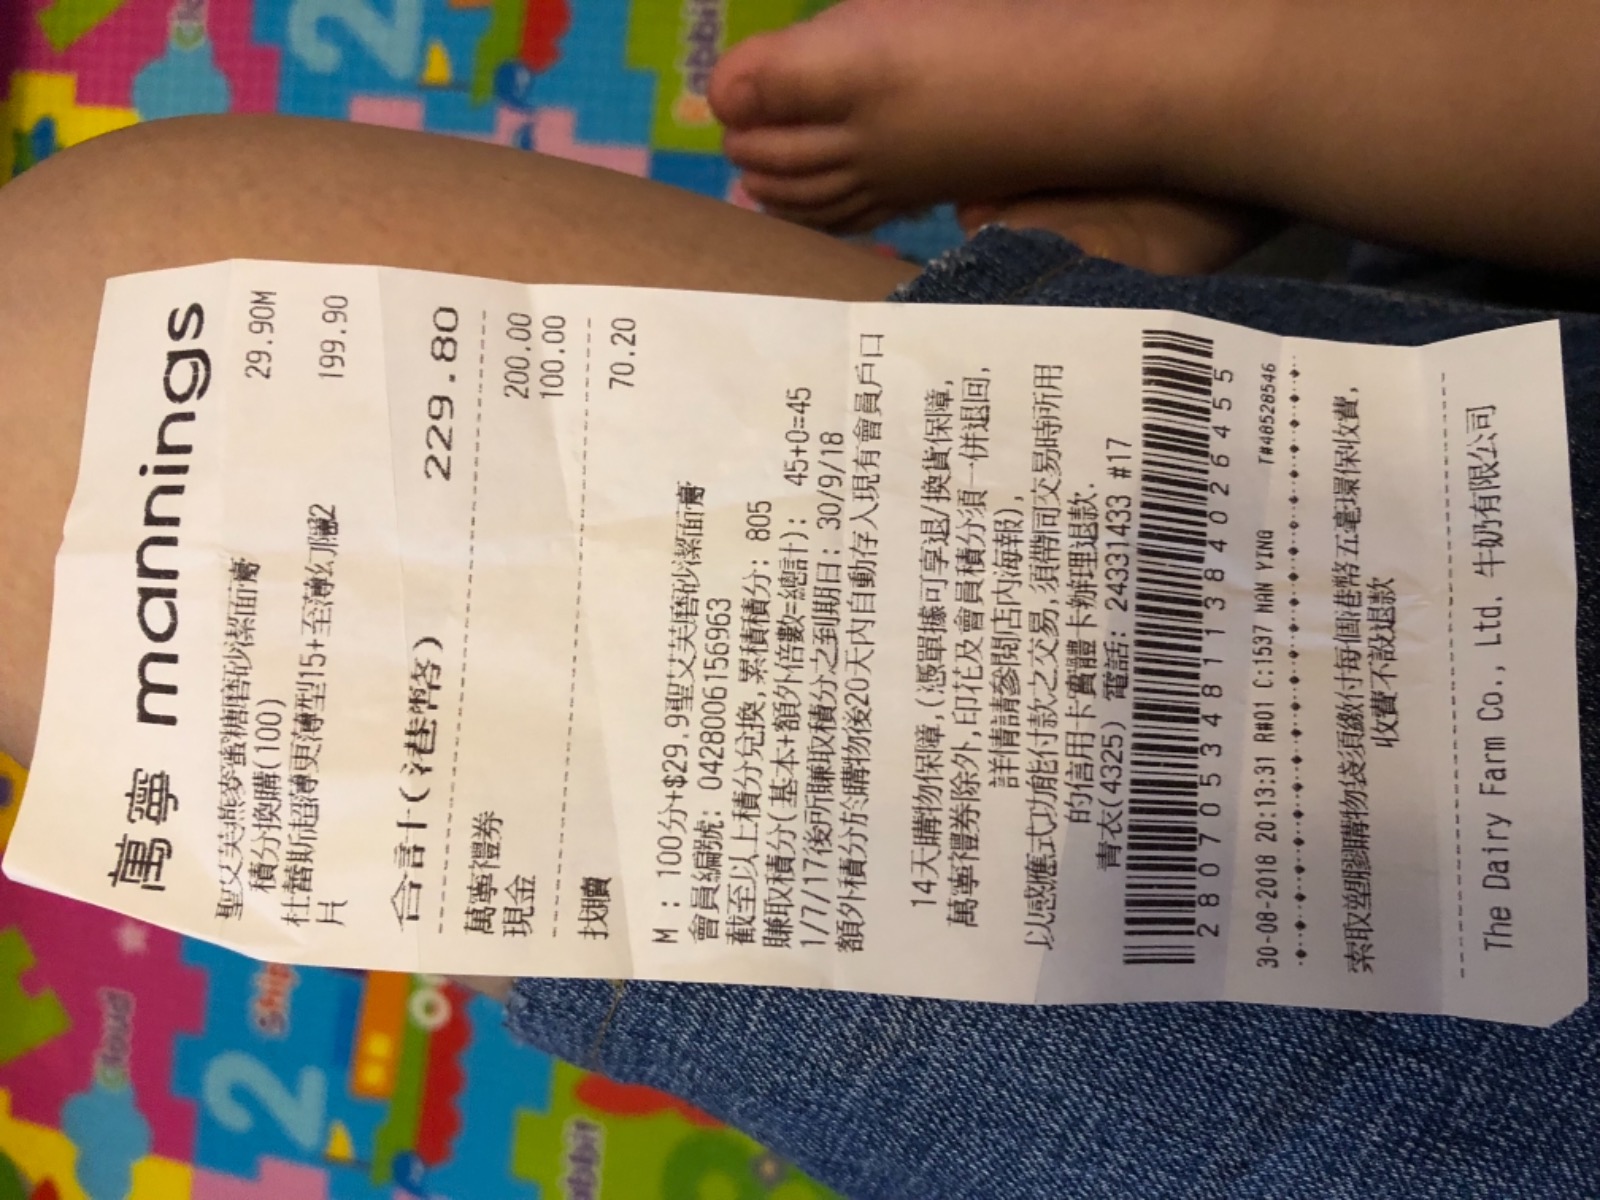 萬寧 mannings
聖艾芙燕麥蜜糖磨砂潔面膏 29.90M
積分換購(100)
杜蕾斯超薄更薄型15+至薄幻隱2
片 199.90
合計(港幣) 229.80
萬寧禮券 200.00
現金 100.00
找贖 70.20
M : 100分+$29.9聖艾芙磨砂潔面膏
會員編號: 0428006156963
截至以上積分兌換,累積積分: 805
賺取積分(基本+額外倍數=總計): 45+0=45
1/7/17後所賺取積分之到期日: 30/9/18
額外積分於購物後20天內自動存入現有會員戶口
14天購物保障,(憑單據可享退/換貨保障,
萬寧禮券除外,印花及會員積分須一併退回,
詳情請參閱店內海報),
以感應式功能付款之交易,須帶同交易時所用
的信用卡實體卡辦理退款.
青衣(4325) 電話: 24331433 #17
28070534811384026455
30-08-2018 20:13:31 R#01 C:1537 MAN YING T#48528546
索取塑膠購物袋須繳付每個港幣五毫環保收費,
收費不設退款
The Dairy Farm Co., Ltd. 牛奶有限公司
Cloud
2
ship
abbit
2
Rabbit